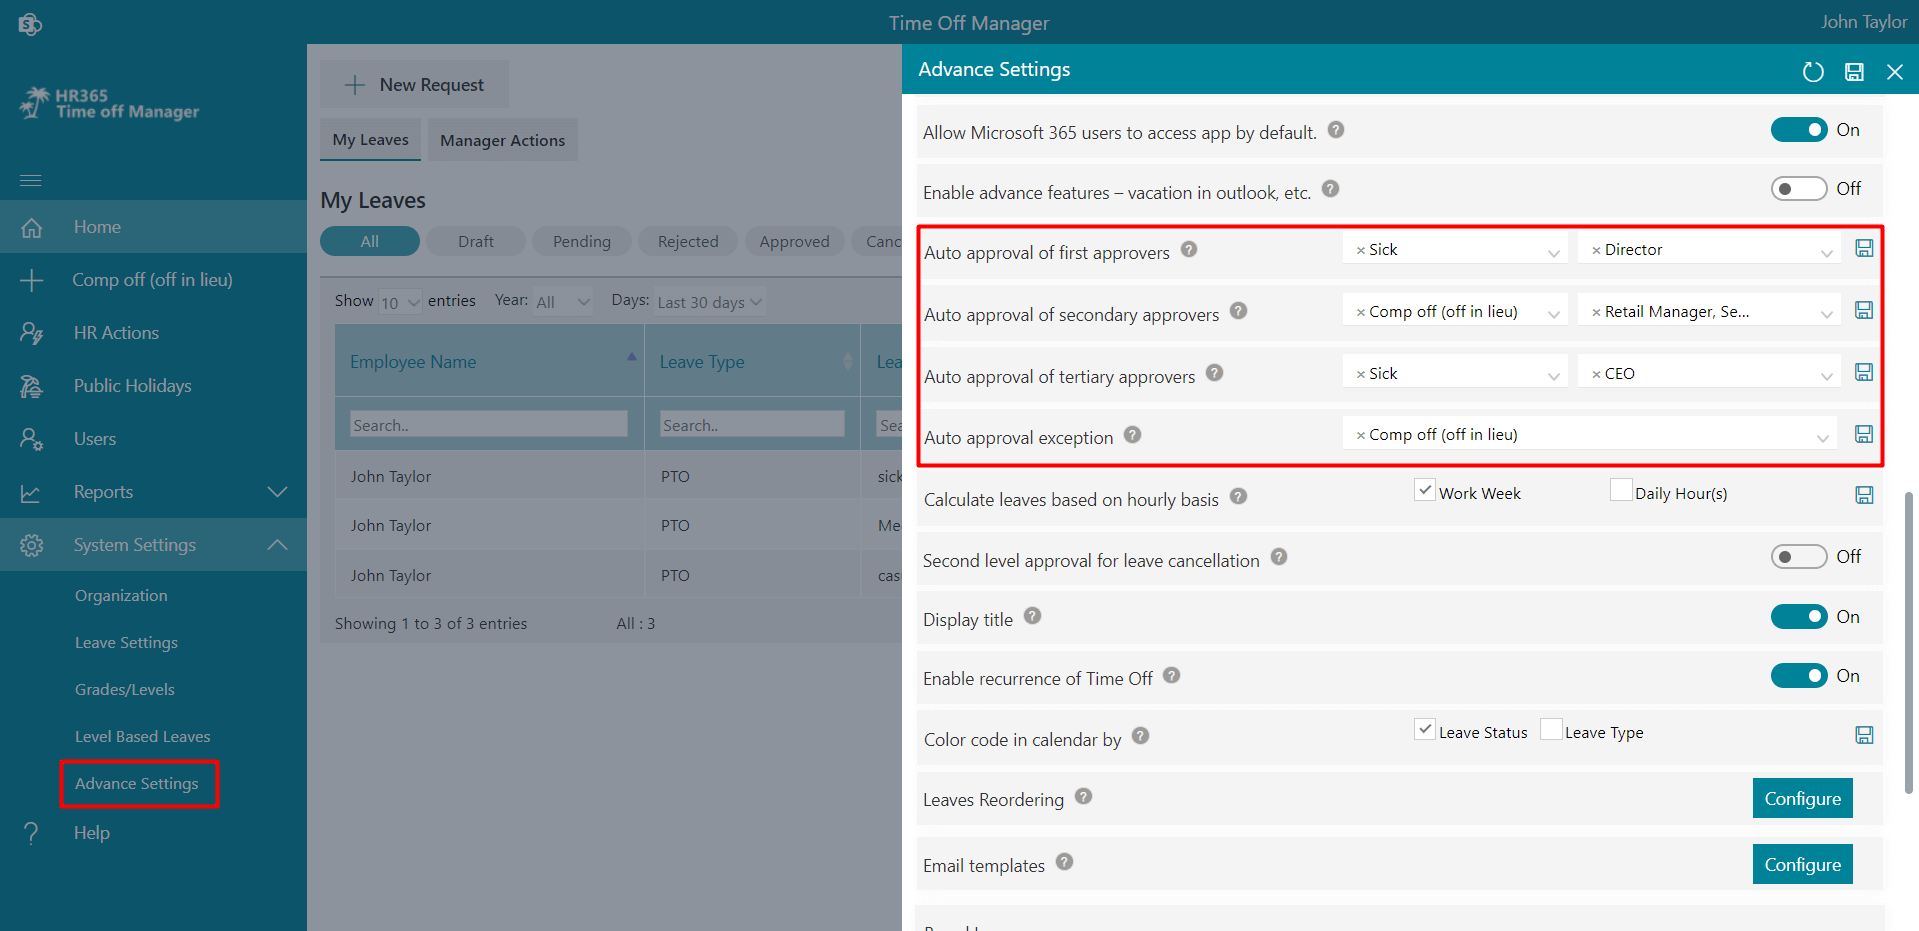 Time Off Manager
John Taylor
HR365
Time off Manager
Home
Comp off (off in lieu)
HR Actions
Public Holidays
Users
Reports
System Settings
Organization
Leave Settings
Grades/Levels
Level Based Leaves
Advance Settings
Help
New Request
My Leaves Manager Actions
My Leaves
All Draft Pending Rejected Approved Canc
Show 10 entries Year: All Days: Last 30 days
Employee Name Leave Type Lea
Search.. Search.. Sea
John Taylor PTO sick
John Taylor PTO Me
John Taylor PTO cas
Showing 1 to 3 of 3 entries All : 3
Advance Settings
Allow Microsoft 365 users to access app by default. ? On
Enable advance features – vacation in outlook, etc. ? Off
Auto approval of first approvers ? × Sick × Director
Auto approval of secondary approvers ? × Comp off (off in lieu) × Retail Manager, Se...
Auto approval of tertiary approvers ? × Sick × CEO
Auto approval exception ? × Comp off (off in lieu)
Calculate leaves based on hourly basis ? Work Week Daily Hour(s)
Second level approval for leave cancellation ? Off
Display title ? On
Enable recurrence of Time Off ? On
Color code in calendar by ? Leave Status Leave Type
Leaves Reordering ? Configure
Email templates ? Configure